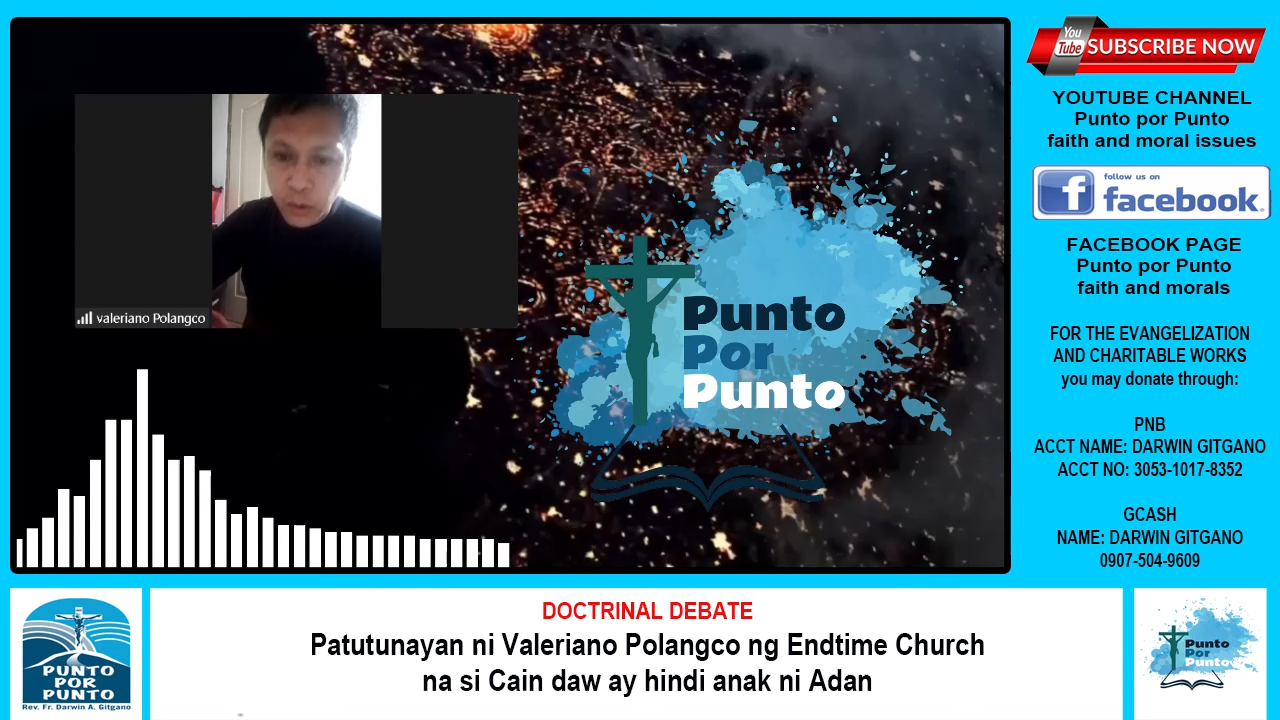 valeriano Polangco
Punto
Por
Punto
You
Tube
SUBSCRIBE NOW
YOUTUBE CHANNEL
Punto por Punto
faith and moral issues
follow us on
facebook
FACEBOOK PAGE
Punto por Punto
faith and morals
FOR THE EVANGELIZATION
AND CHARITABLE WORKS
you may donate through:
PNB
ACCT NAME: DARWIN GITGANO
ACCT NO: 3053-1017-8352
GCASH
NAME: DARWIN GITGANO
0907-504-9609
PUNTO
POR
PUNTO
Rev. Fr. Darwin A. Gitgano
DOCTRINAL DEBATE
Patutunayan ni Valeriano Polangco ng Endtime Church
na si Cain daw ay hindi anak ni Adan
Punto
Por
Punto